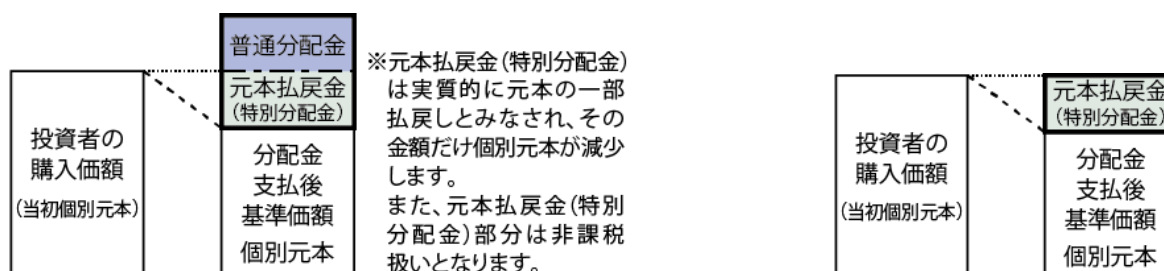 普通分配金
元本払戻金
(特別分配金)
投資者の
購入価額
(当初個別元本)
分配金
支払後
基準価額
個別元本
※元本払戻金(特別分配金)
は実質的に元本の一部
払戻しとみなされ、その
金額だけ個別元本が減少
します。
また、元本払戻金(特別
分配金)部分は非課税
扱いとなります。
投資者の
購入価額
(当初個別元本)
元本払戻金
(特別分配金)
分配金
支払後
基準価額
個別元本